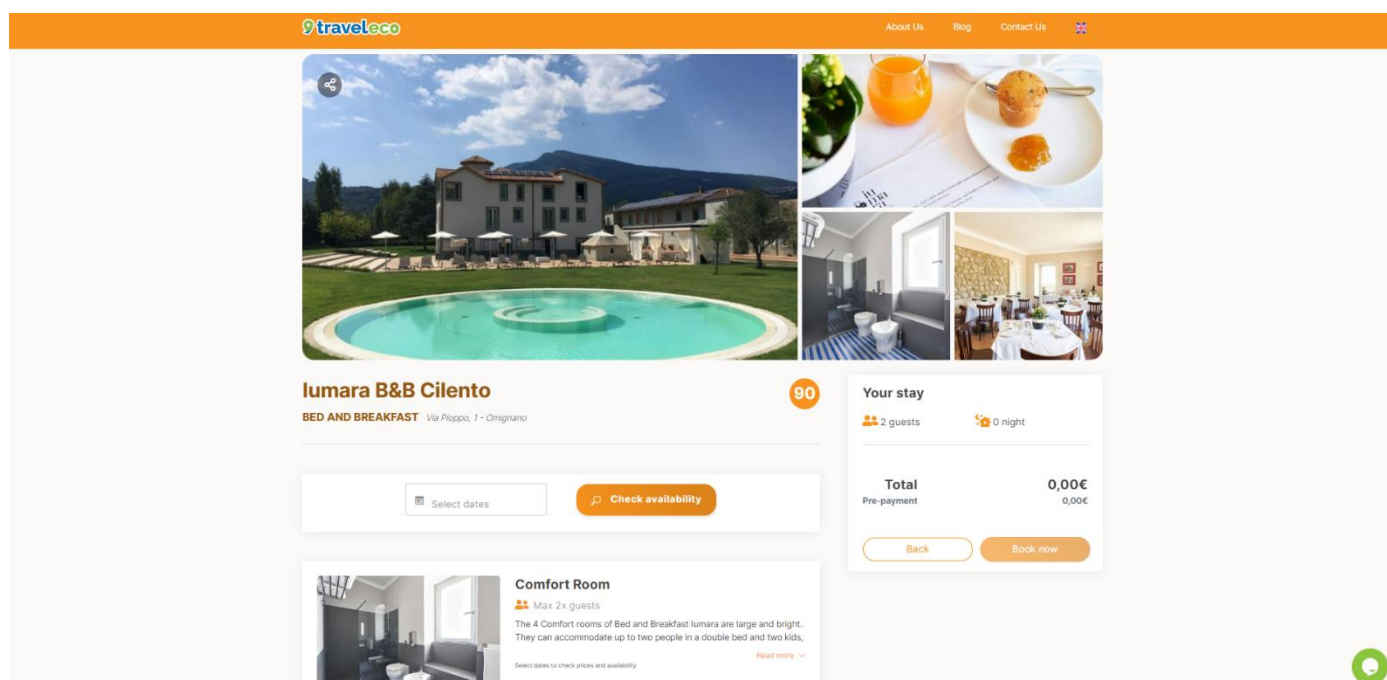 traveleco
About Us Blog Contact Us
Iumara B&B Cilento
90
BED AND BREAKFAST Via Pioppo, 1 - Omignano
Select dates
Check availability
Your stay
2 guests 0 night
Total 0,00€
Pre-payment 0,00€
Back Book now
Comfort Room
Max 2x guests
The 4 Comfort rooms of Bed and Breakfast Iumara are large and bright.
They can accommodate up to two people in a double bed and two kids,
Read more
Select dates to check prices and availability